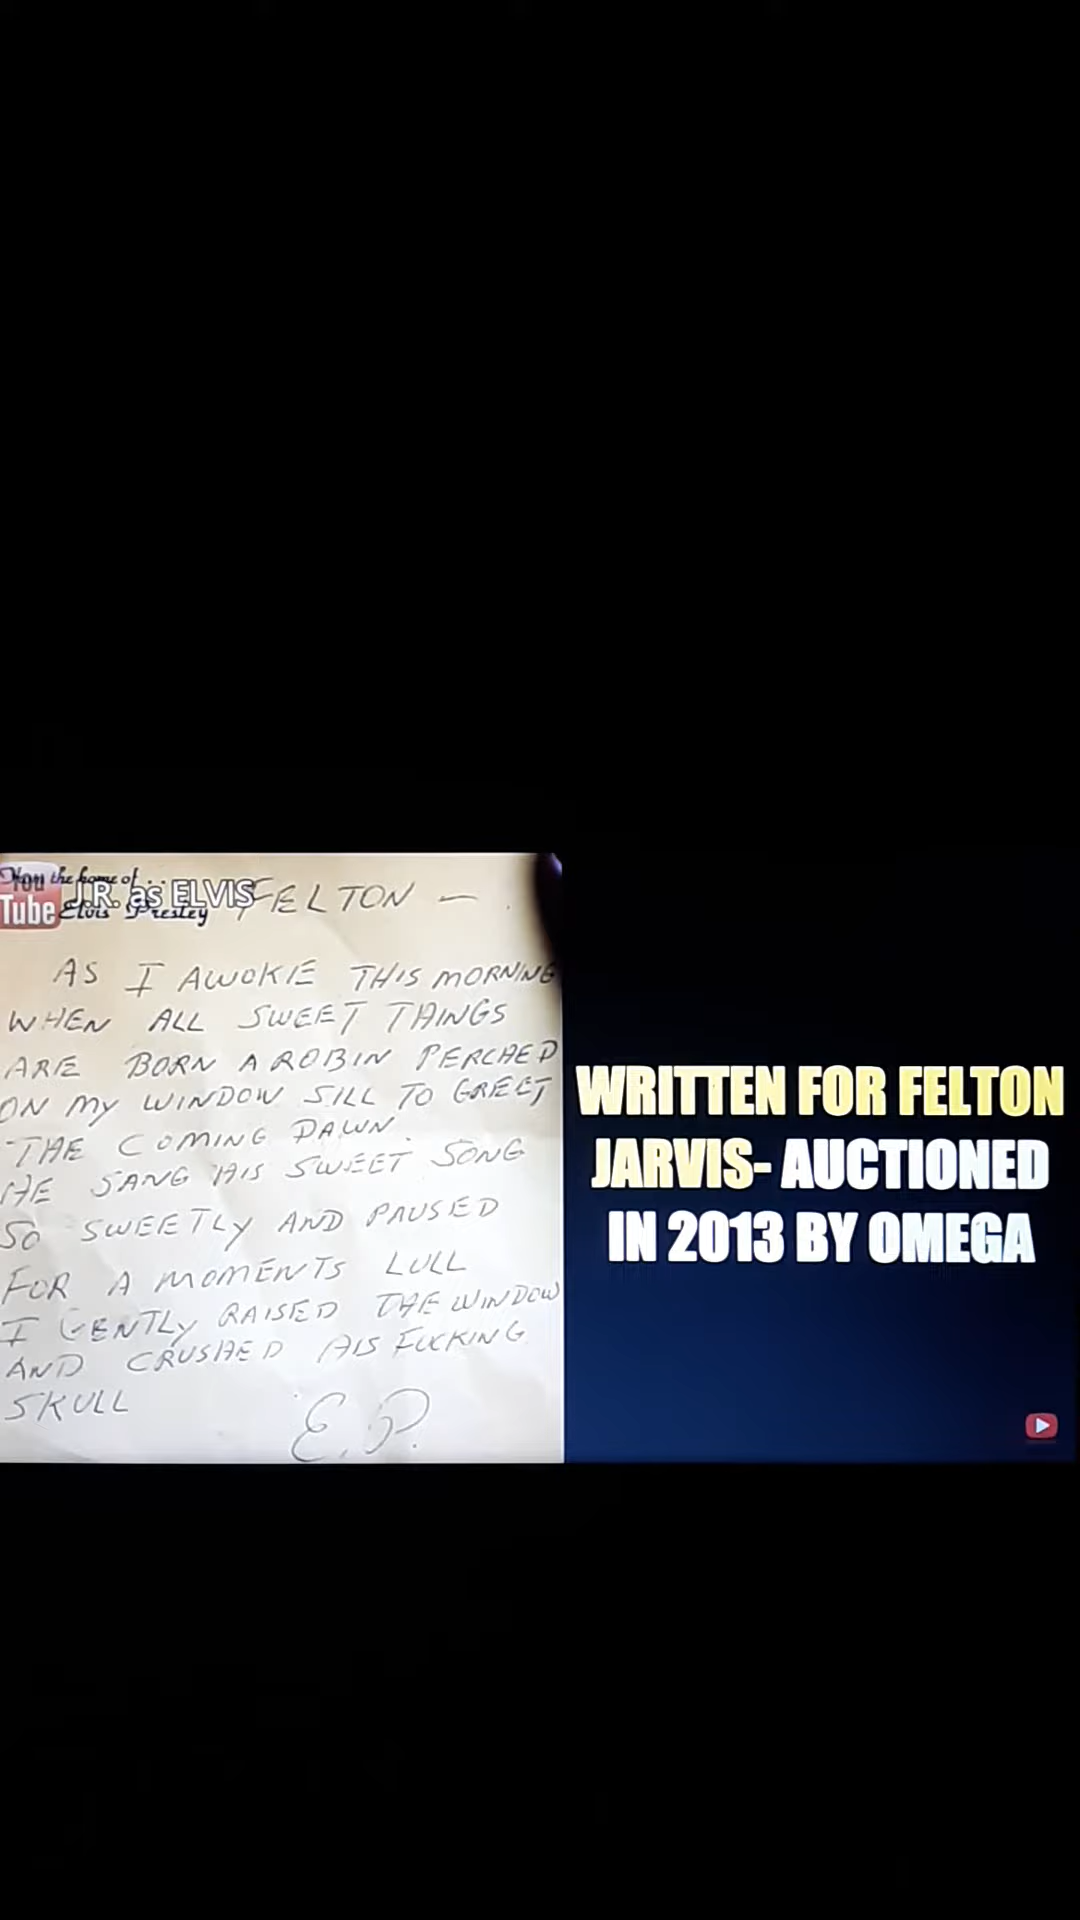 From the home of . . .
Elvis Presley
You Tube
J.R. as ELVIS
FELTON —
AS I AWOKE THIS MORNING
WHEN ALL SWEET THINGS
ARE BORN A ROBIN PERCHED
ON MY WINDOW SILL TO GREET
THE COMING DAWN.
HE SANG HIS SWEET SONG
SO SWEETLY AND PAUSED
FOR A MOMENTS LULL
I GENTLY RAISED THE WINDOW
AND CRUSHED HIS FUCKING
SKULL
E.P.
WRITTEN FOR FELTON
JARVIS- AUCTIONED
IN 2013 BY OMEGA